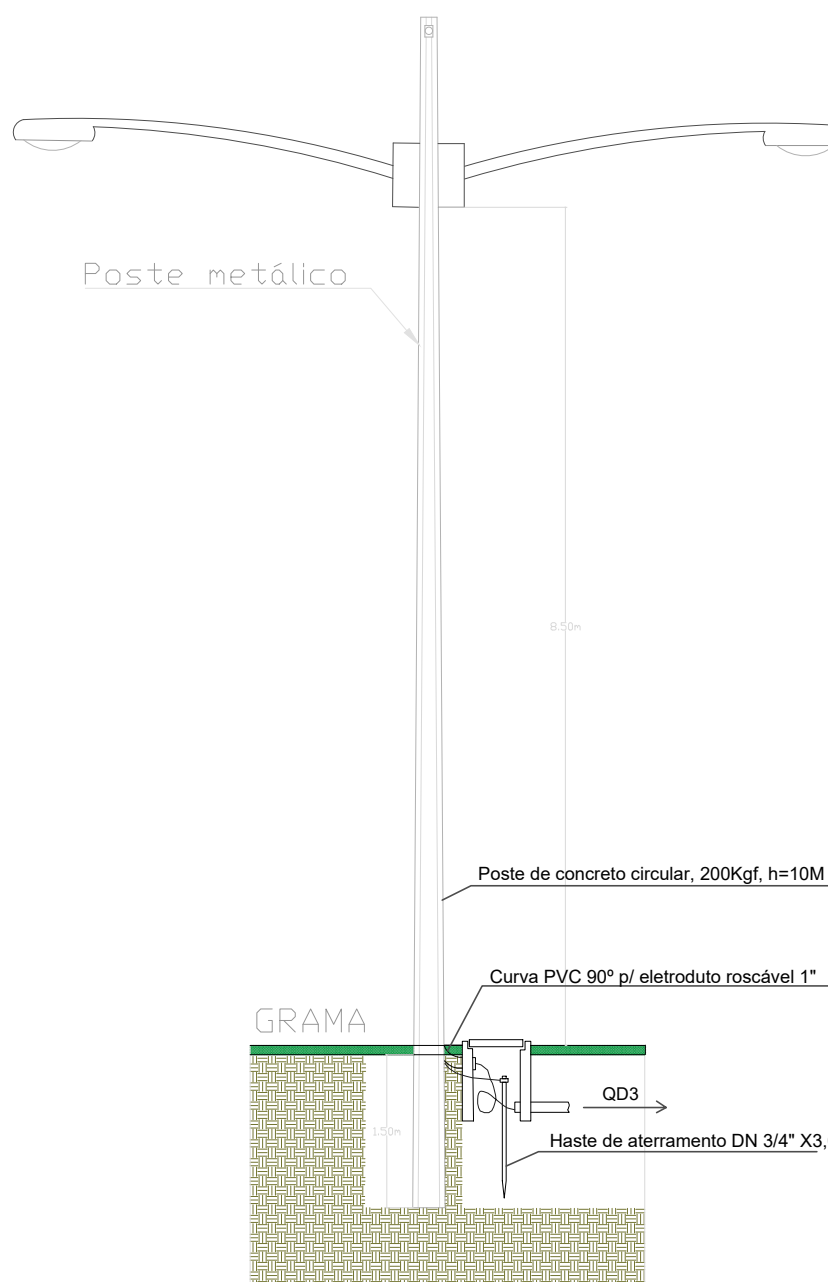 Poste metálico
8.50m
Poste de concreto circular, 200Kgf, h=10M
Curva PVC 90º p/ eletroduto roscável 1"
GRAMA
QD3
1.50m
Haste de aterramento DN 3/4" X3,